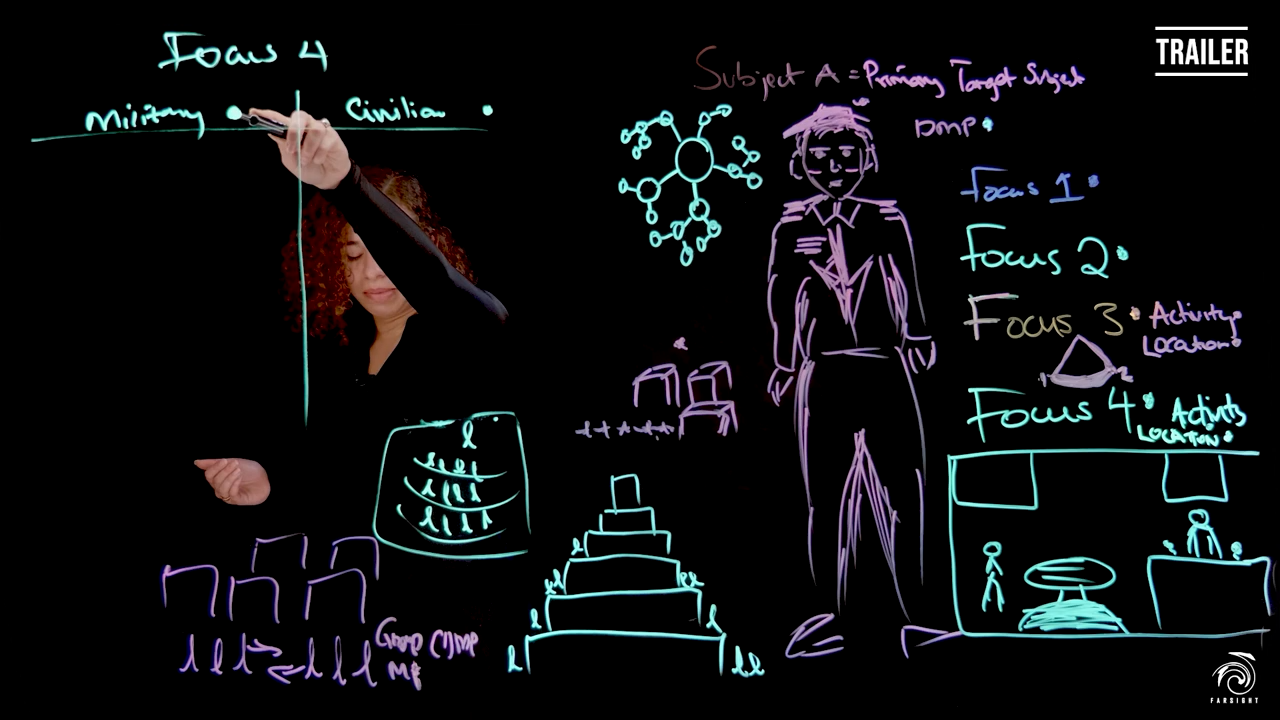 Focus 4
Military
Civilian
TRAILER
Subject A = Primary Target Subject
DMP
Focus 1
Focus 2
Focus 3
Activity
Location
Focus 4
Activity
LOCATION
Group
FARSIGHT